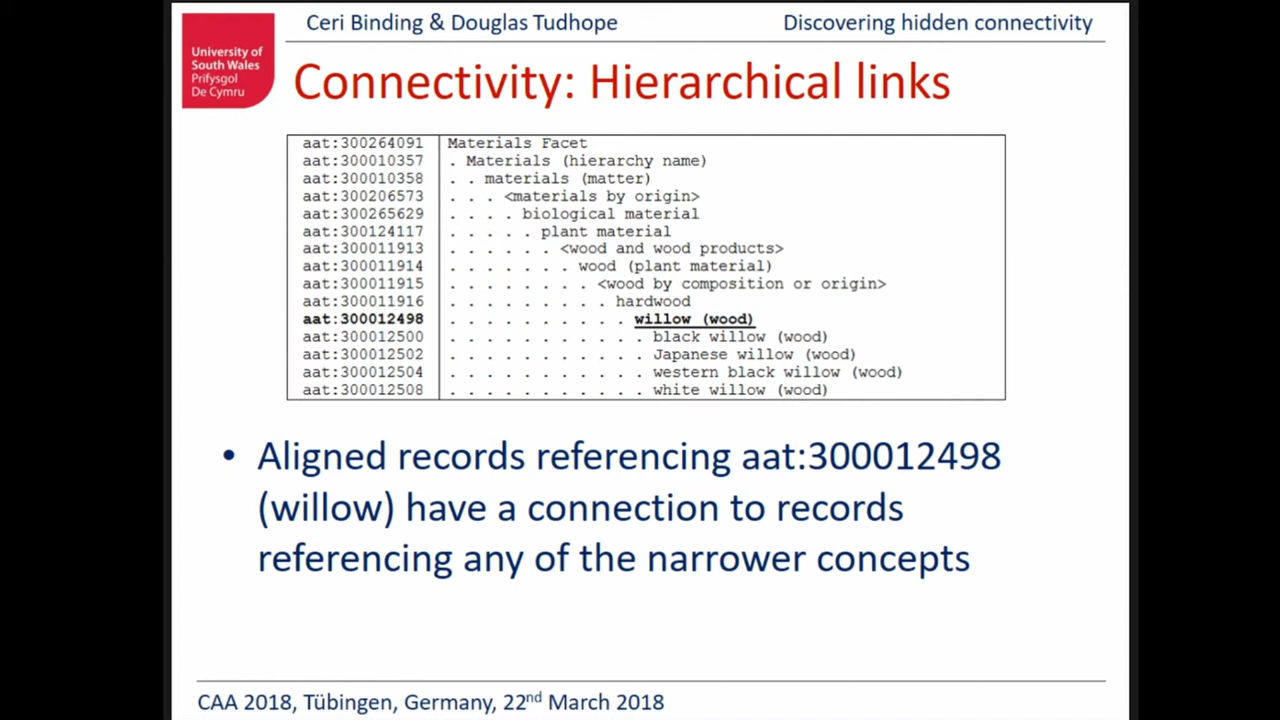 Ceri Binding & Douglas Tudhope Discovering hidden connectivity
University of
South Wales
Prifysgol
De Cymru
Connectivity: Hierarchical links
aat:300264091 Materials Facet
aat:300010357 . Materials (hierarchy name)
aat:300010358 . . materials (matter)
aat:300206573 . . . <materials by origin>
aat:300265629 . . . . biological material
aat:300124117 . . . . . plant material
aat:300011913 . . . . . . <wood and wood products>
aat:300011914 . . . . . . . wood (plant material)
aat:300011915 . . . . . . . . <wood by composition or origin>
aat:300011916 . . . . . . . . . hardwood
aat:300012498 . . . . . . . . . . willow (wood)
aat:300012500 . . . . . . . . . . . black willow (wood)
aat:300012502 . . . . . . . . . . . Japanese willow (wood)
aat:300012504 . . . . . . . . . . . western black willow (wood)
aat:300012508 . . . . . . . . . . . white willow (wood)
• Aligned records referencing aat:300012498
(willow) have a connection to records
referencing any of the narrower concepts
CAA 2018, Tübingen, Germany, 22nd March 2018